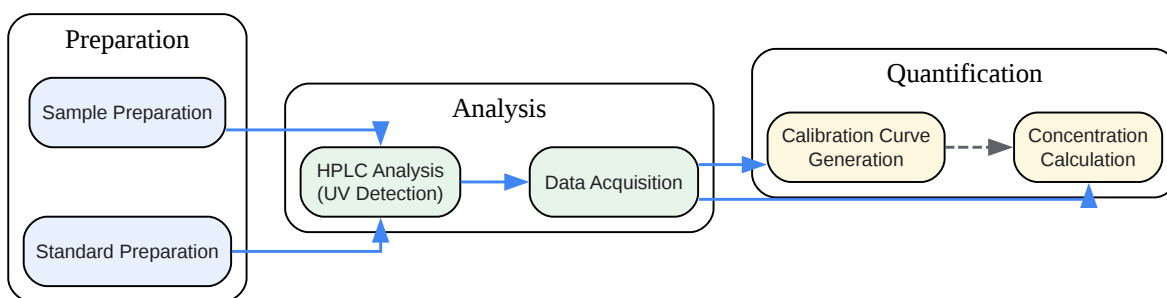 Preparation
Sample Preparation
Standard Preparation
Analysis
HPLC Analysis
(UV Detection)
Data Acquisition
Quantification
Calibration Curve
Generation
Concentration
Calculation